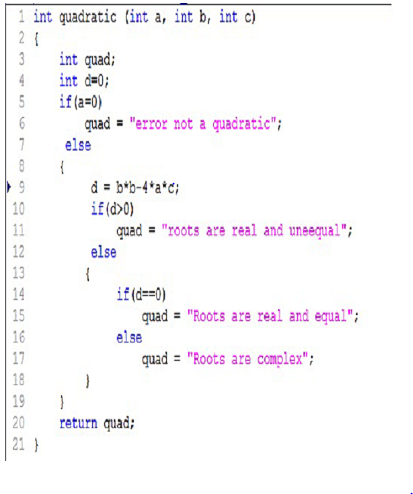 1 int quadratic (int a, int b, int c)
2 {
3 int quad;
4 int d=0;
5 if(a=0)
6 quad = "error not a quadratic";
7 else
8 {
9 d = b*b-4*a*c;
10 if(d>0)
11 quad = "roots are real and uneequal";
12 else
13 {
14 if(d==0)
15 quad = "Roots are real and equal";
16 else
17 quad = "Roots are complex";
18 }
19 }
20 return quad;
21 }